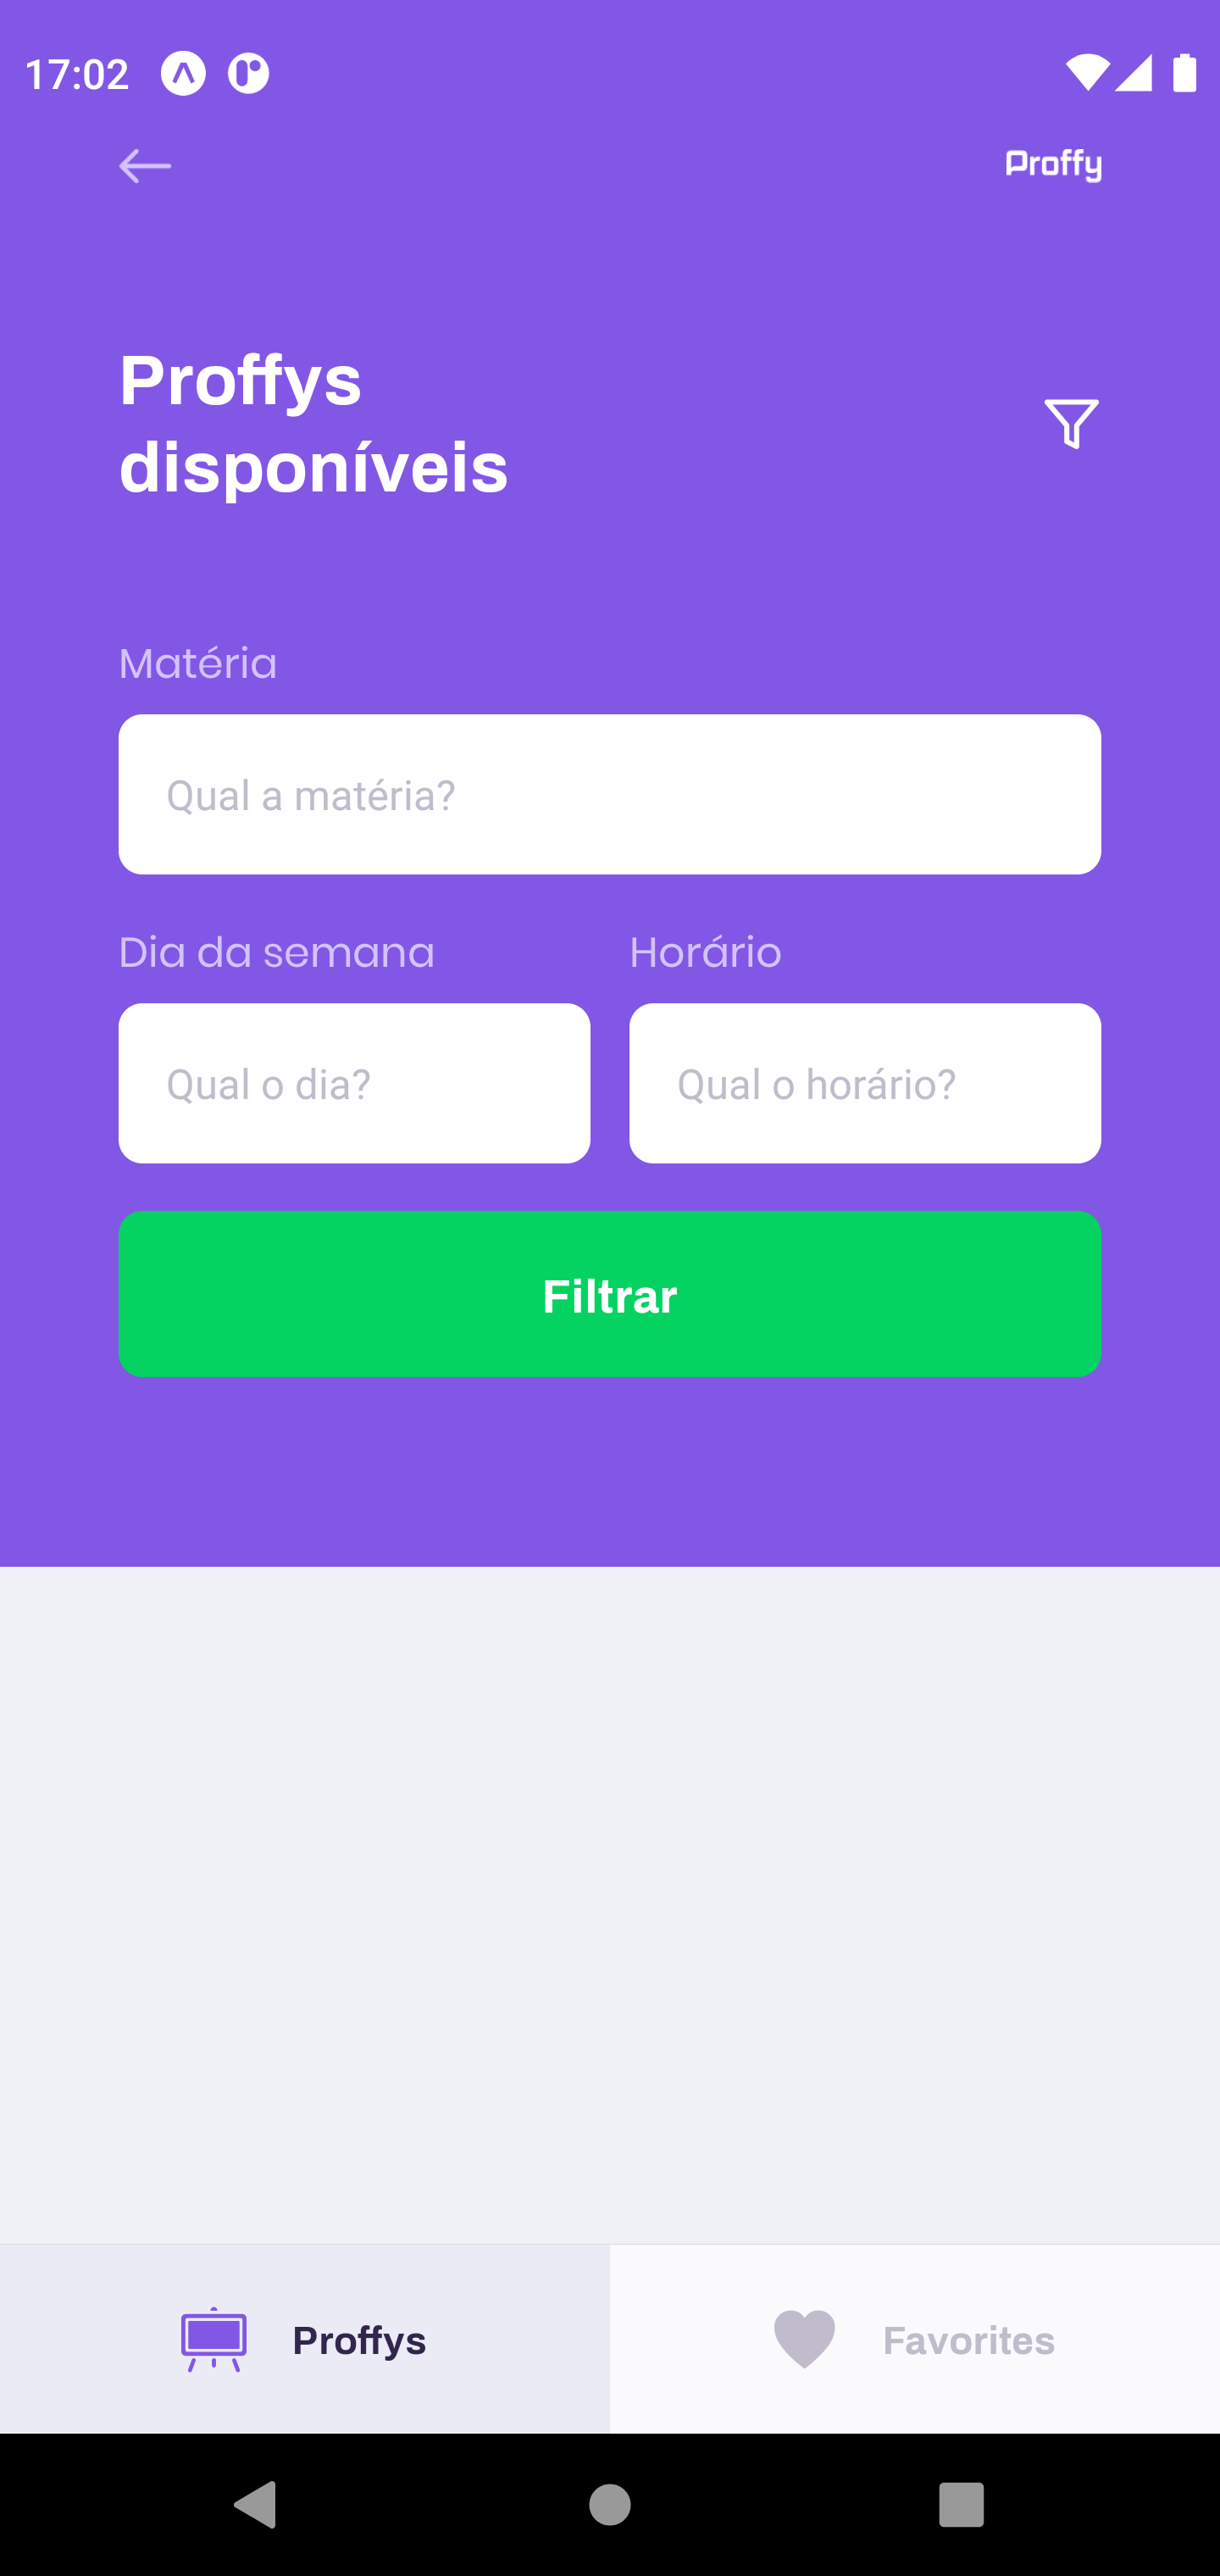 17:02
Proffy
Proffys
disponíveis
Matéria
Qual a matéria?
Dia da semana
Horário
Qual o dia?
Qual o horário?
Filtrar
Proffys
Favorites